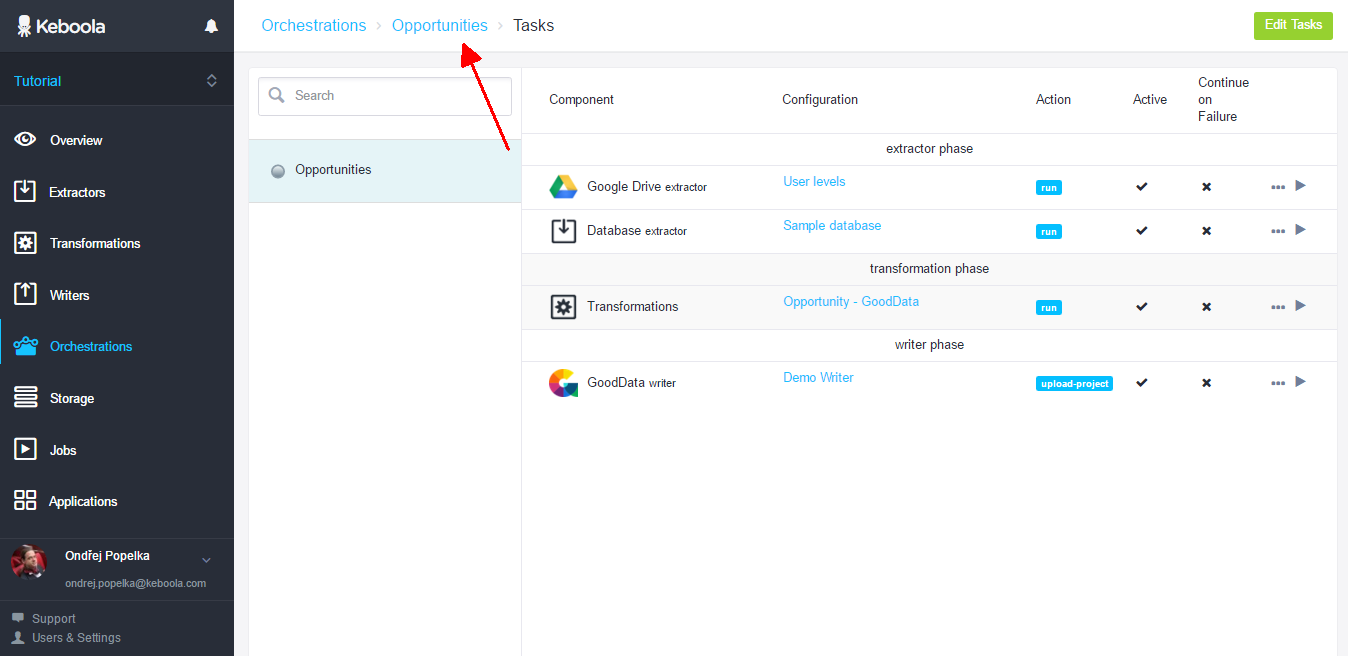 Keboola
Tutorial
Overview
Extractors
Transformations
Writers
Orchestrations
Storage
Jobs
Applications
Ondřej Popelka
ondrej.popelka@keboola.com
Support
Users & Settings
Orchestrations › Opportunities › Tasks
Edit Tasks
Search
Opportunities
Component Configuration Action Active Continue
on
Failure
extractor phase
Google Drive extractor User levels run
Database extractor Sample database run
transformation phase
Transformations Opportunity - GoodData run
writer phase
GoodData writer Demo Writer upload-project